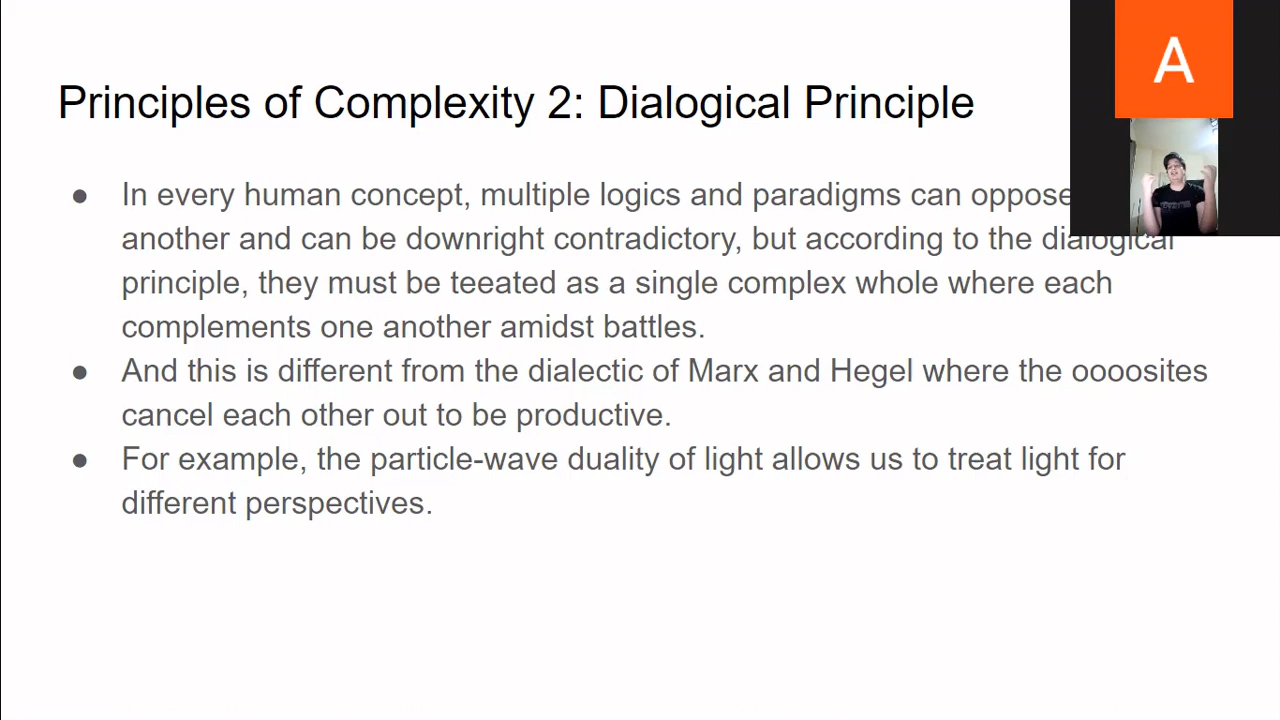 Principles of Complexity 2: Dialogical Principle
A
● In every human concept, multiple logics and paradigms can oppose
another and can be downright contradictory, but according to the dialogical
principle, they must be teeated as a single complex whole where each
complements one another amidst battles.
● And this is different from the dialectic of Marx and Hegel where the oooosites
cancel each other out to be productive.
● For example, the particle-wave duality of light allows us to treat light for
different perspectives.